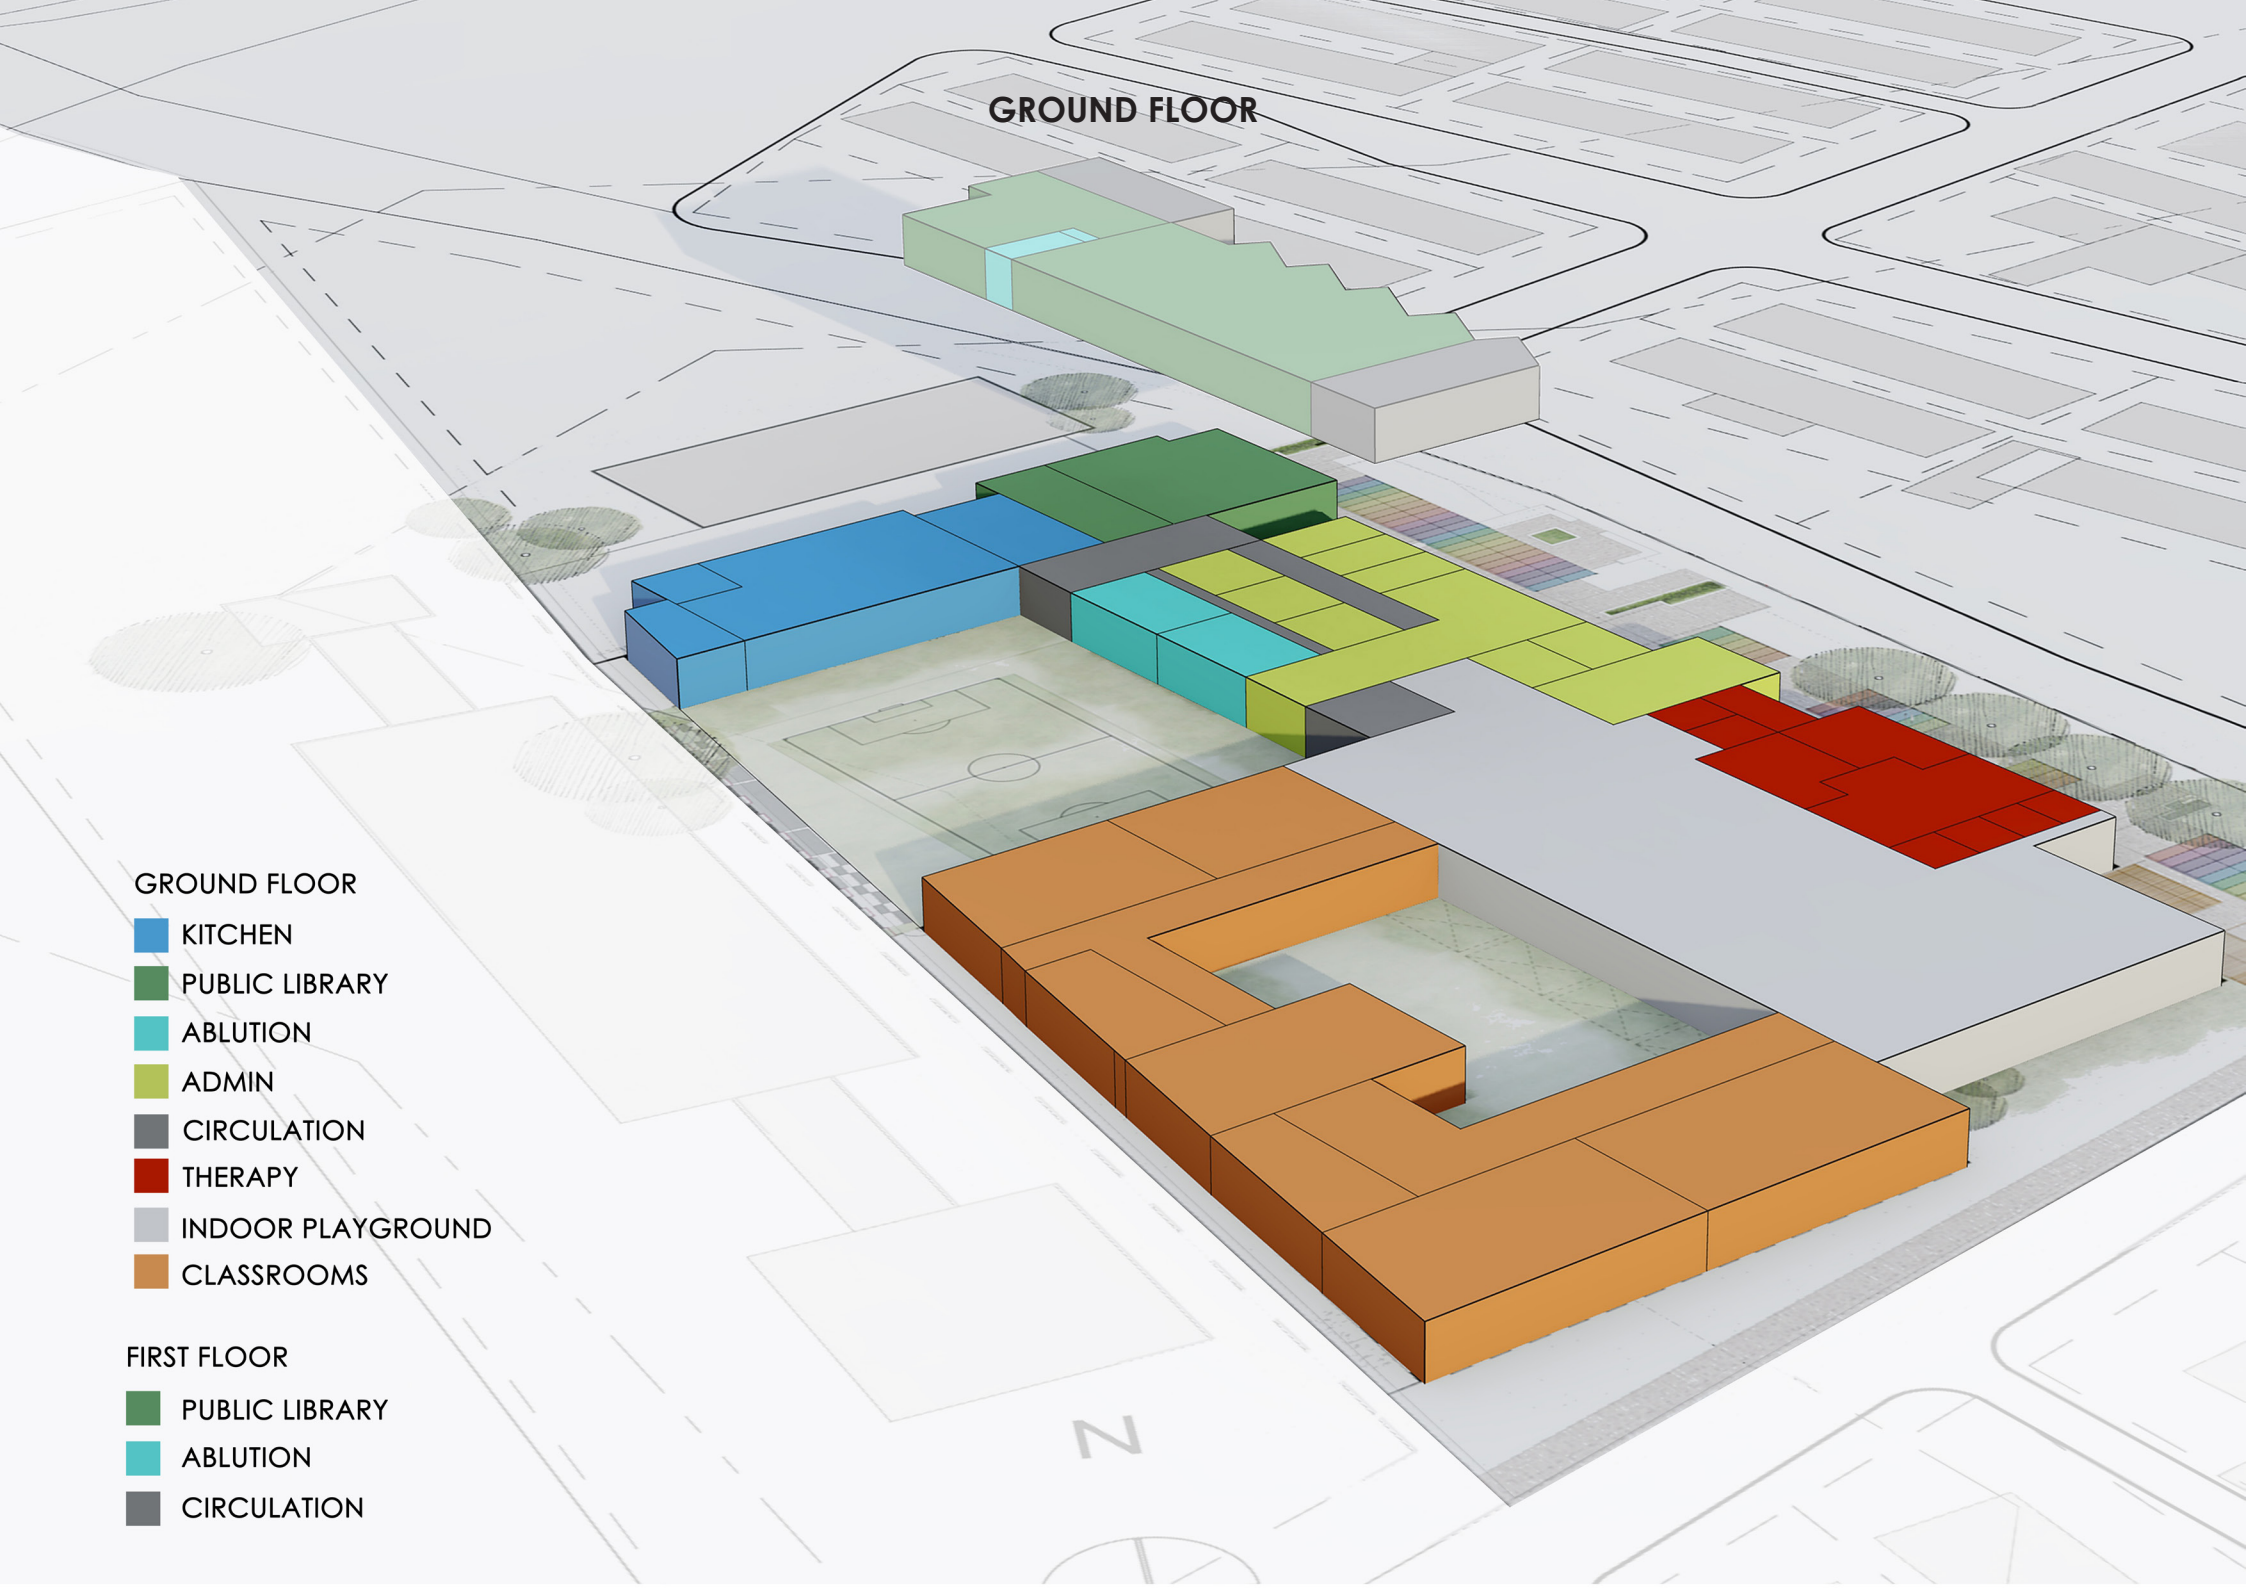 GROUND FLOOR
GROUND FLOOR
KITCHEN
PUBLIC LIBRARY
ABLUTION
ADMIN
CIRCULATION
THERAPY
INDOOR PLAYGROUND
CLASSROOMS
FIRST FLOOR
PUBLIC LIBRARY
ABLUTION
CIRCULATION
N